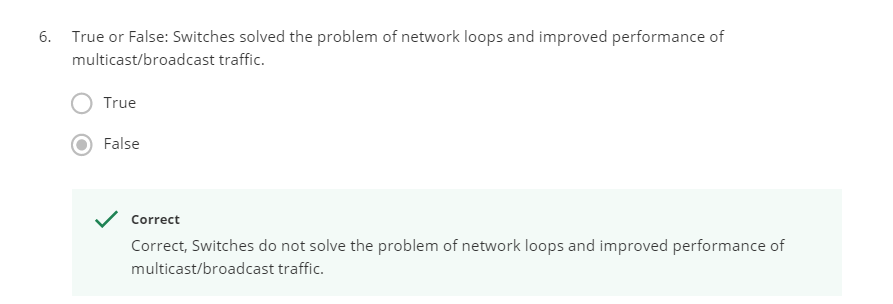 6. True or False: Switches solved the problem of network loops and improved performance of
multicast/broadcast traffic.
True
False
Correct
Correct, Switches do not solve the problem of network loops and improved performance of
multicast/broadcast traffic.